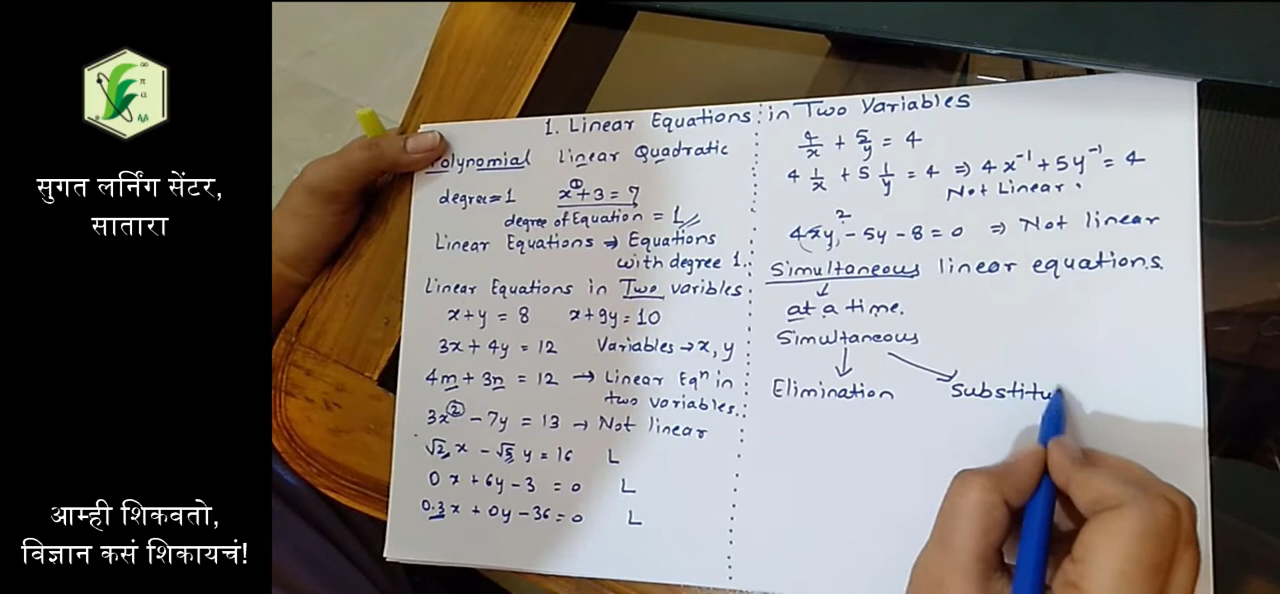 सुगत लर्निंग सेंटर,
सातारा
आम्ही शिकवतो,
विज्ञान कसं शिकायचं!
1. Linear Equations in Two Variables
Polynomial linear Quadratic
degree=1 x^1+3=7
degree of Equation = 1
Linear Equations ⇒ Equations
with degree 1.
Linear Equations in Two varibles
x+y = 8 x+9y=10
3x+4y = 12 Variables→x, y
4m + 3n = 12 → Linear Eqn in
two variables.
3x² - 7y = 13 → Not linear
√2 x - √5 y = 16 L
0x + 6y - 3 = 0 L
0.3x + 0y - 36 = 0 L
4/x + 5/y = 4
4 1/x + 5 1/y = 4 ⇒ 4x⁻¹ + 5y⁻¹ = 4
Not Linear.
2
4xy - 5y - 8 = 0 ⇒ Not linear
Simultaneous linear equations.
↓
at a time.
Simultaneous
Elimination Substitu